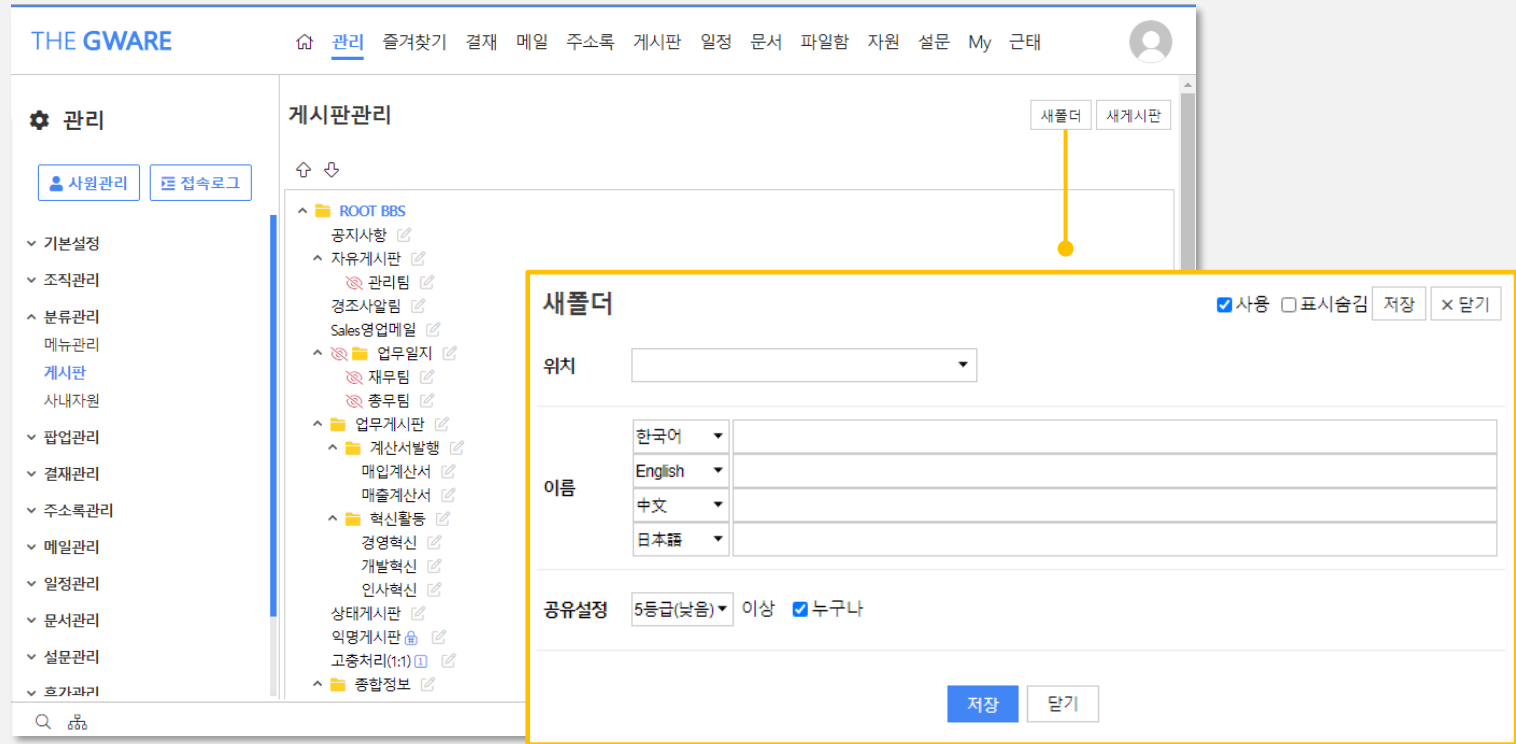 THE GWARE
관리 즐겨찾기 결재 메일 주소록 게시판 일정 문서 파일함 자원 설문 My 근태
관리
사원관리 접속로그
기본설정
조직관리
분류관리
메뉴관리
게시판
사내자원
팝업관리
결재관리
주소록관리
메일관리
일정관리
문서관리
설문관리
휴가관리
게시판관리
새폴더 새게시판
ROOT BBS
공지사항
자유게시판
관리팀
경조사알림
Sales영업메일
업무일지
재무팀
총무팀
업무게시판
계산서발행
매입계산서
매출계산서
혁신활동
경영혁신
개발혁신
인사혁신
상태게시판
익명게시판
고충처리(1:1) 1
종합정보
새폴더
사용 표시숨김 저장 × 닫기
위치
이름
한국어
English
中文
日本語
공유설정 5등급(낮음) 이상 누구나
저장 닫기